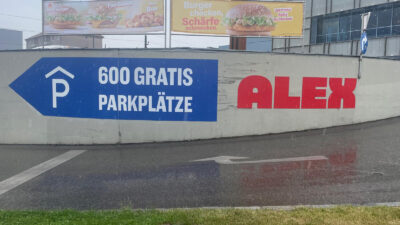 Burger
Schärfe
600 GRATIS
PARKPLÄTZE
P
ALEX